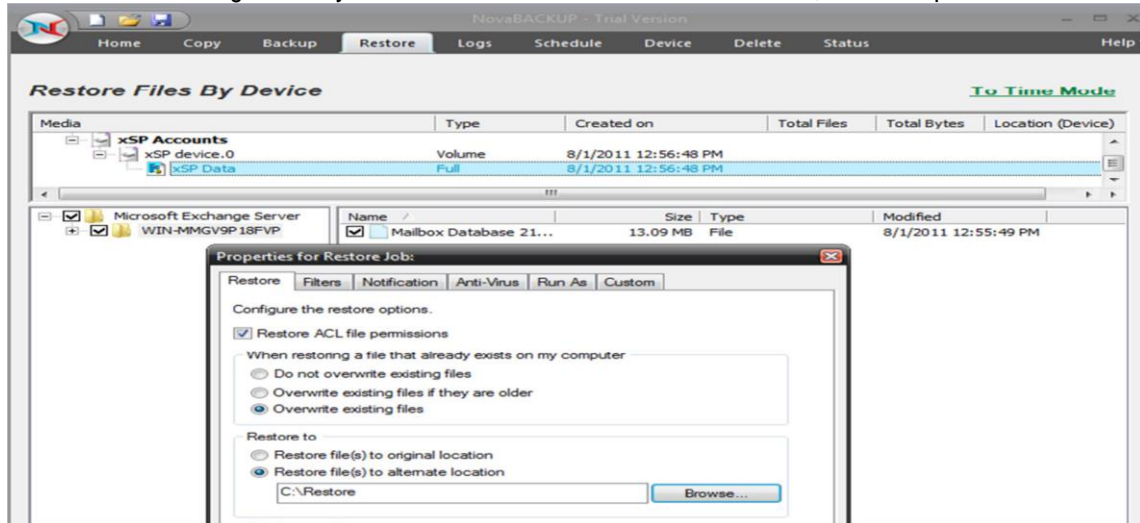 NovaBACKUP - Trial Version
Home Copy Backup Restore Logs Schedule Device Delete Status Help
Restore Files By Device To Time Mode
Media Type Created on Total Files Total Bytes Location (Device)
xSP Accounts
xSP device.0 Volume 8/1/2011 12:56:48 PM
xSP Data Full 8/1/2011 12:56:48 PM
Microsoft Exchange Server Name Size Type Modified
WIN-MMGV9P18FVP Mailbox Database 21... 13.09 MB File 8/1/2011 12:55:49 PM
Properties for Restore Job:
Restore Filters Notification Anti-Virus Run As Custom
Configure the restore options.
Restore ACL file permissions
When restoring a file that already exists on my computer
Do not overwrite existing files
Overwrite existing files if they are older
Overwrite existing files
Restore to
Restore file(s) to original location
Restore file(s) to alternate location
C:\Restore Browse...